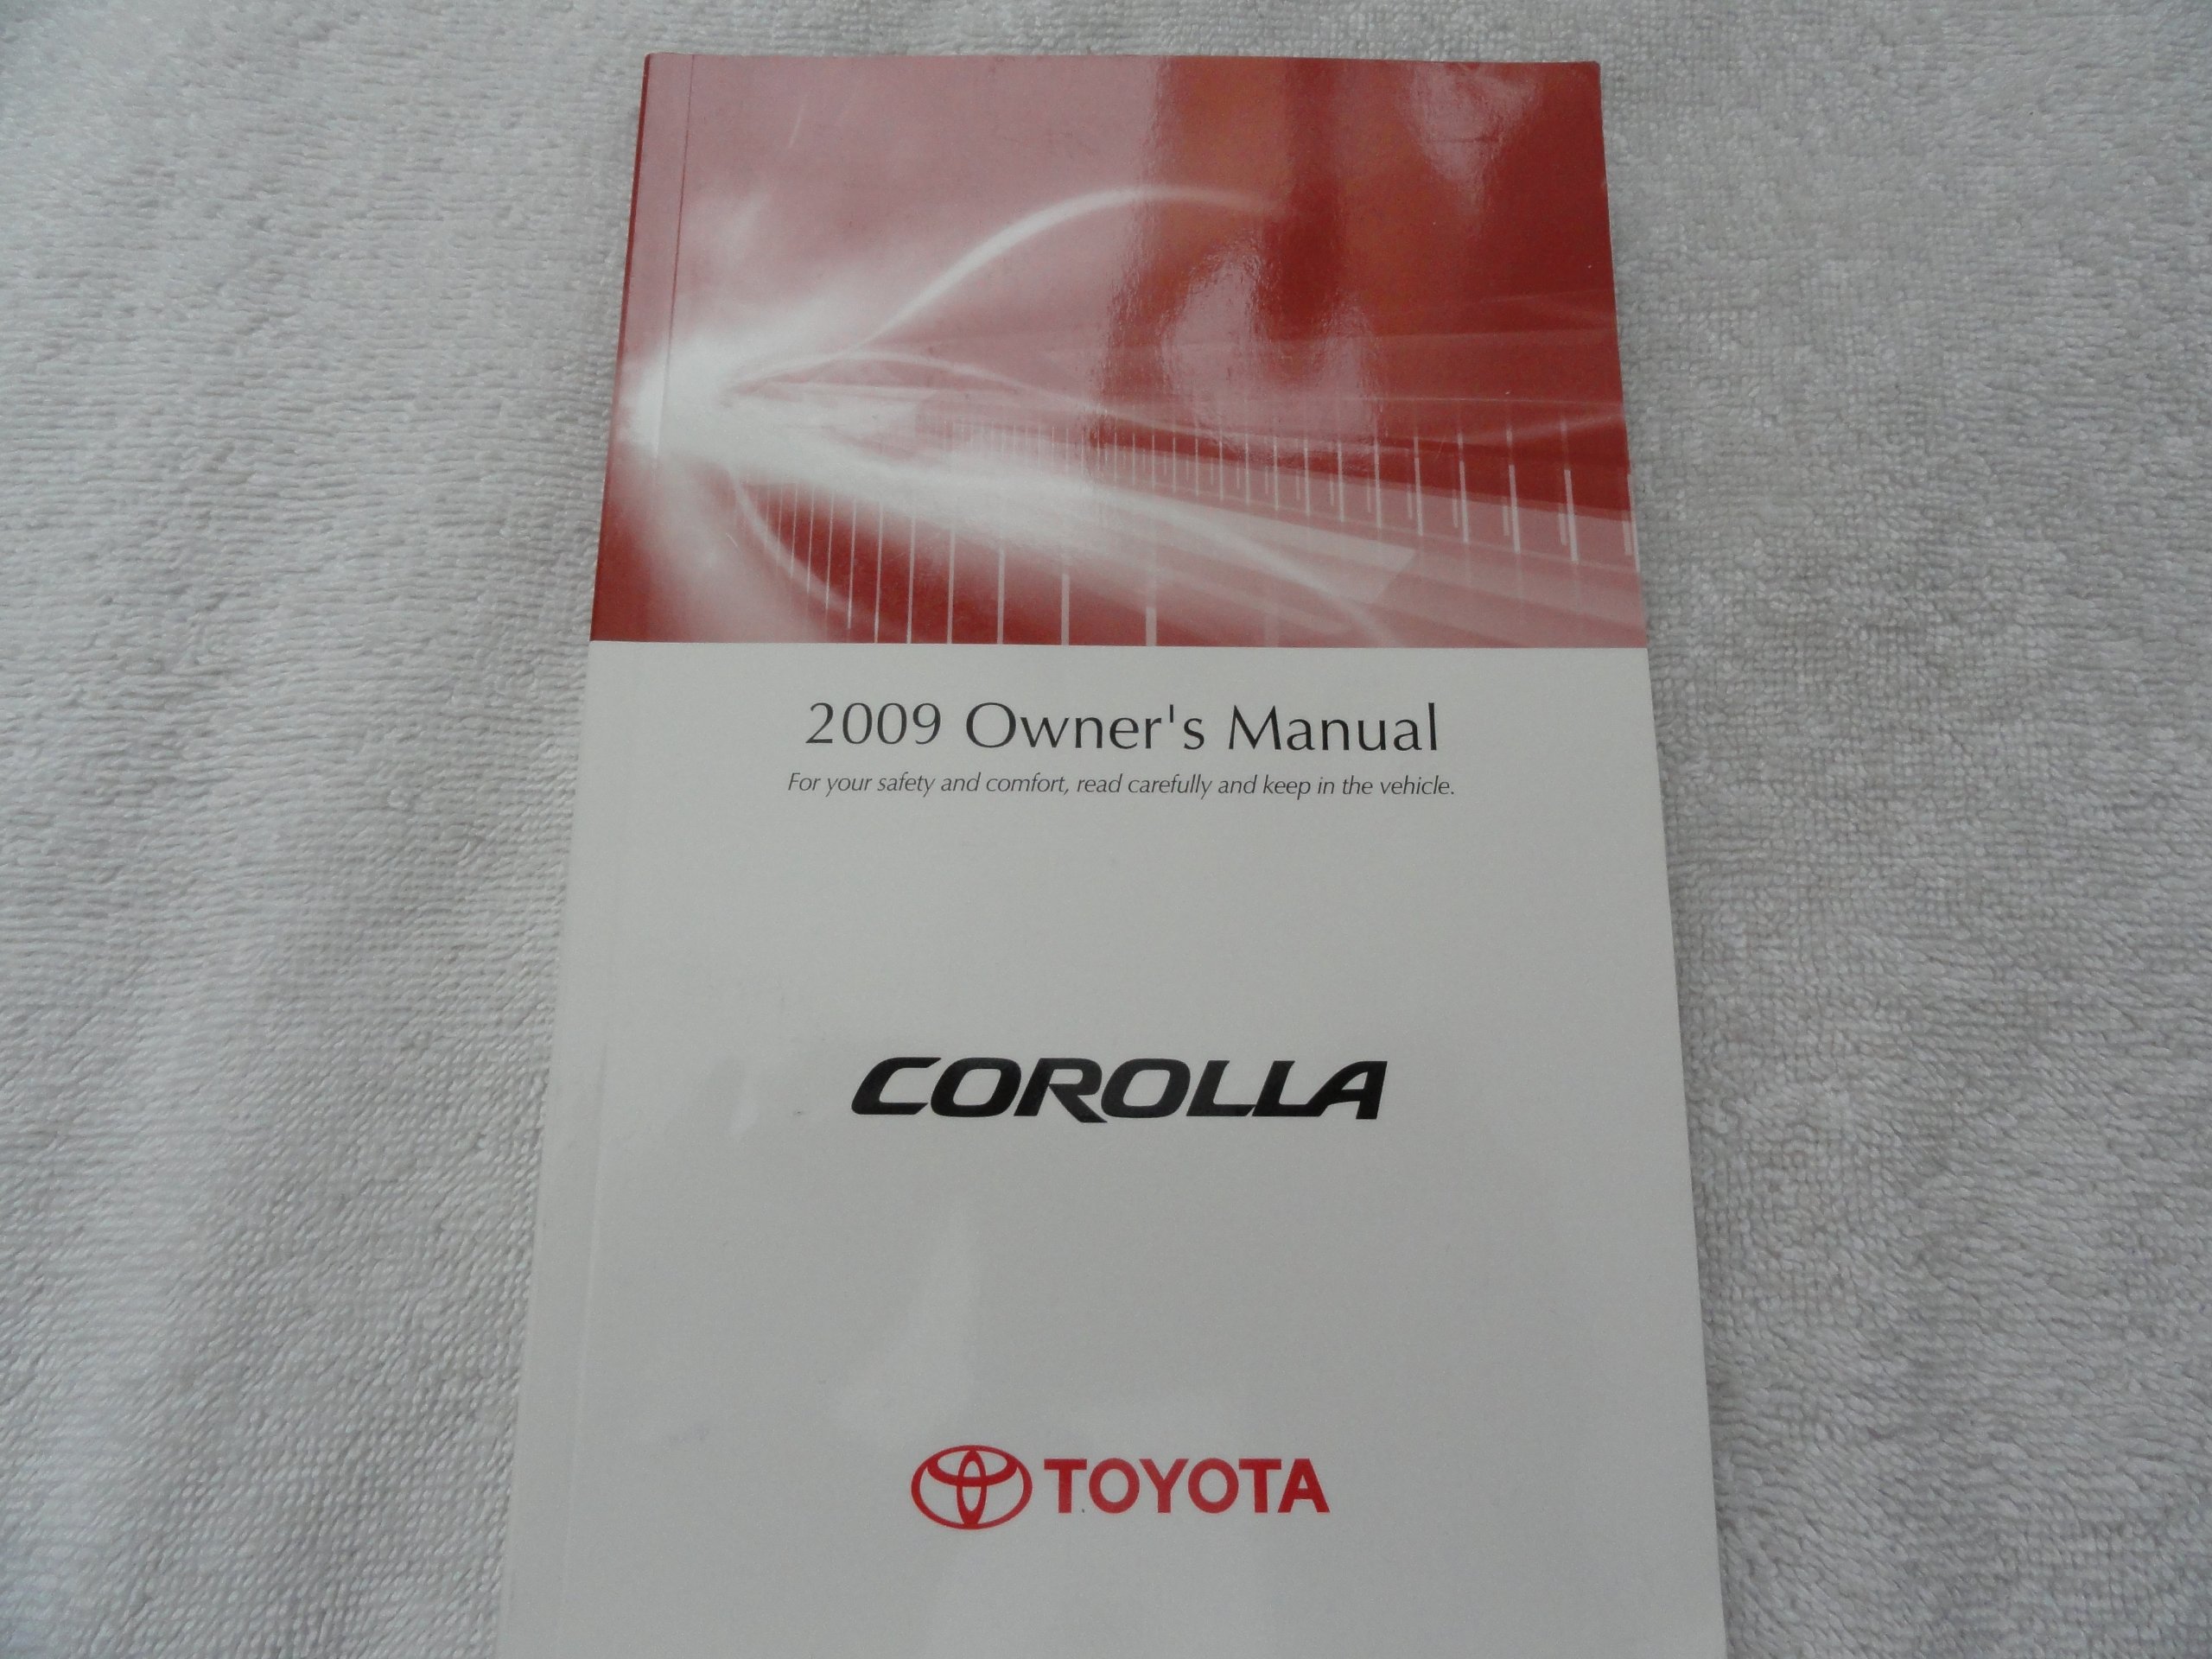 2009 Owner's Manual
For your safety and comfort, read carefully and keep in the vehicle.
COROLLA
TOYOTA